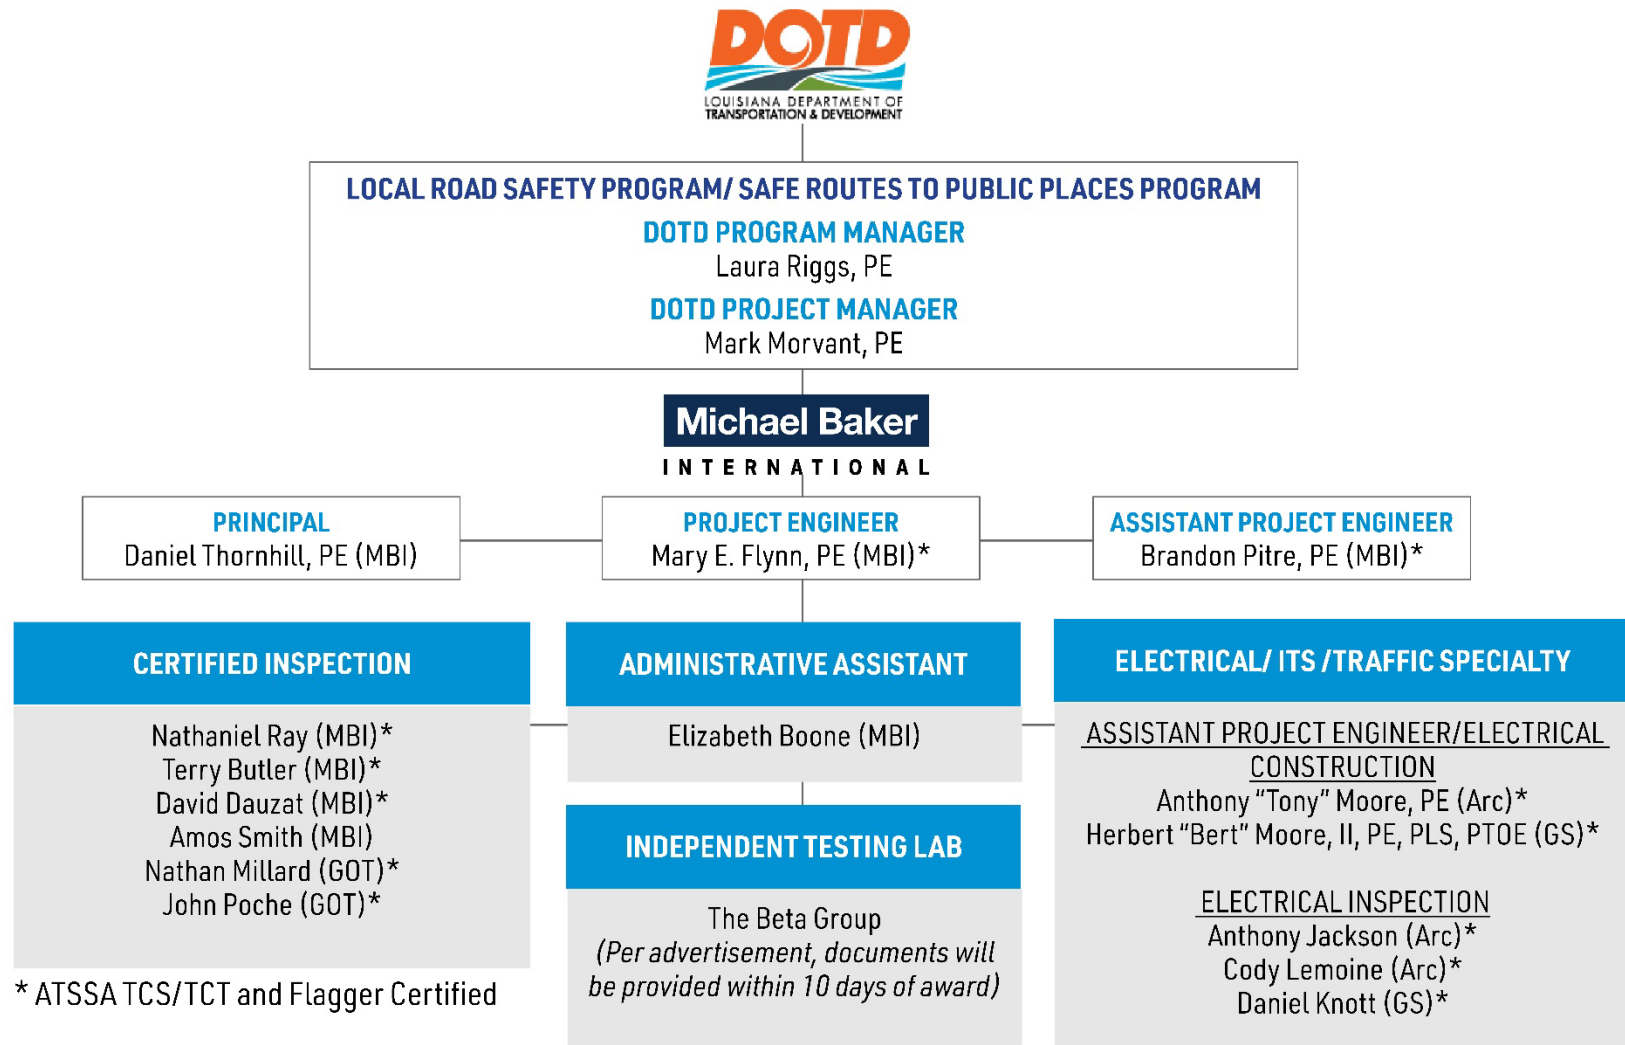 DOTD
LOUISIANA DEPARTMENT OF
TRANSPORTATION & DEVELOPMENT
LOCAL ROAD SAFETY PROGRAM/ SAFE ROUTES TO PUBLIC PLACES PROGRAM
DOTD PROGRAM MANAGER
Laura Riggs, PE
DOTD PROJECT MANAGER
Mark Morvant, PE
Michael Baker
INTERNATIONAL
PRINCIPAL
Daniel Thornhill, PE (MBI)
PROJECT ENGINEER
Mary E. Flynn, PE (MBI)*
ASSISTANT PROJECT ENGINEER
Brandon Pitre, PE (MBI)*
CERTIFIED INSPECTION
Nathaniel Ray (MBI)*
Terry Butler (MBI)*
David Dauzat (MBI)*
Amos Smith (MBI)
Nathan Millard (GOT)*
John Poche (GOT)*
* ATSSA TCS/TCT and Flagger Certified
ADMINISTRATIVE ASSISTANT
Elizabeth Boone (MBI)
INDEPENDENT TESTING LAB
The Beta Group
(Per advertisement, documents will
be provided within 10 days of award)
ELECTRICAL/ ITS /TRAFFIC SPECIALTY
ASSISTANT PROJECT ENGINEER/ELECTRICAL
CONSTRUCTION
Anthony “Tony” Moore, PE (Arc)*
Herbert “Bert” Moore, II, PE, PLS, PTOE (GS)*
ELECTRICAL INSPECTION
Anthony Jackson (Arc)*
Cody Lemoine (Arc)*
Daniel Knott (GS)*